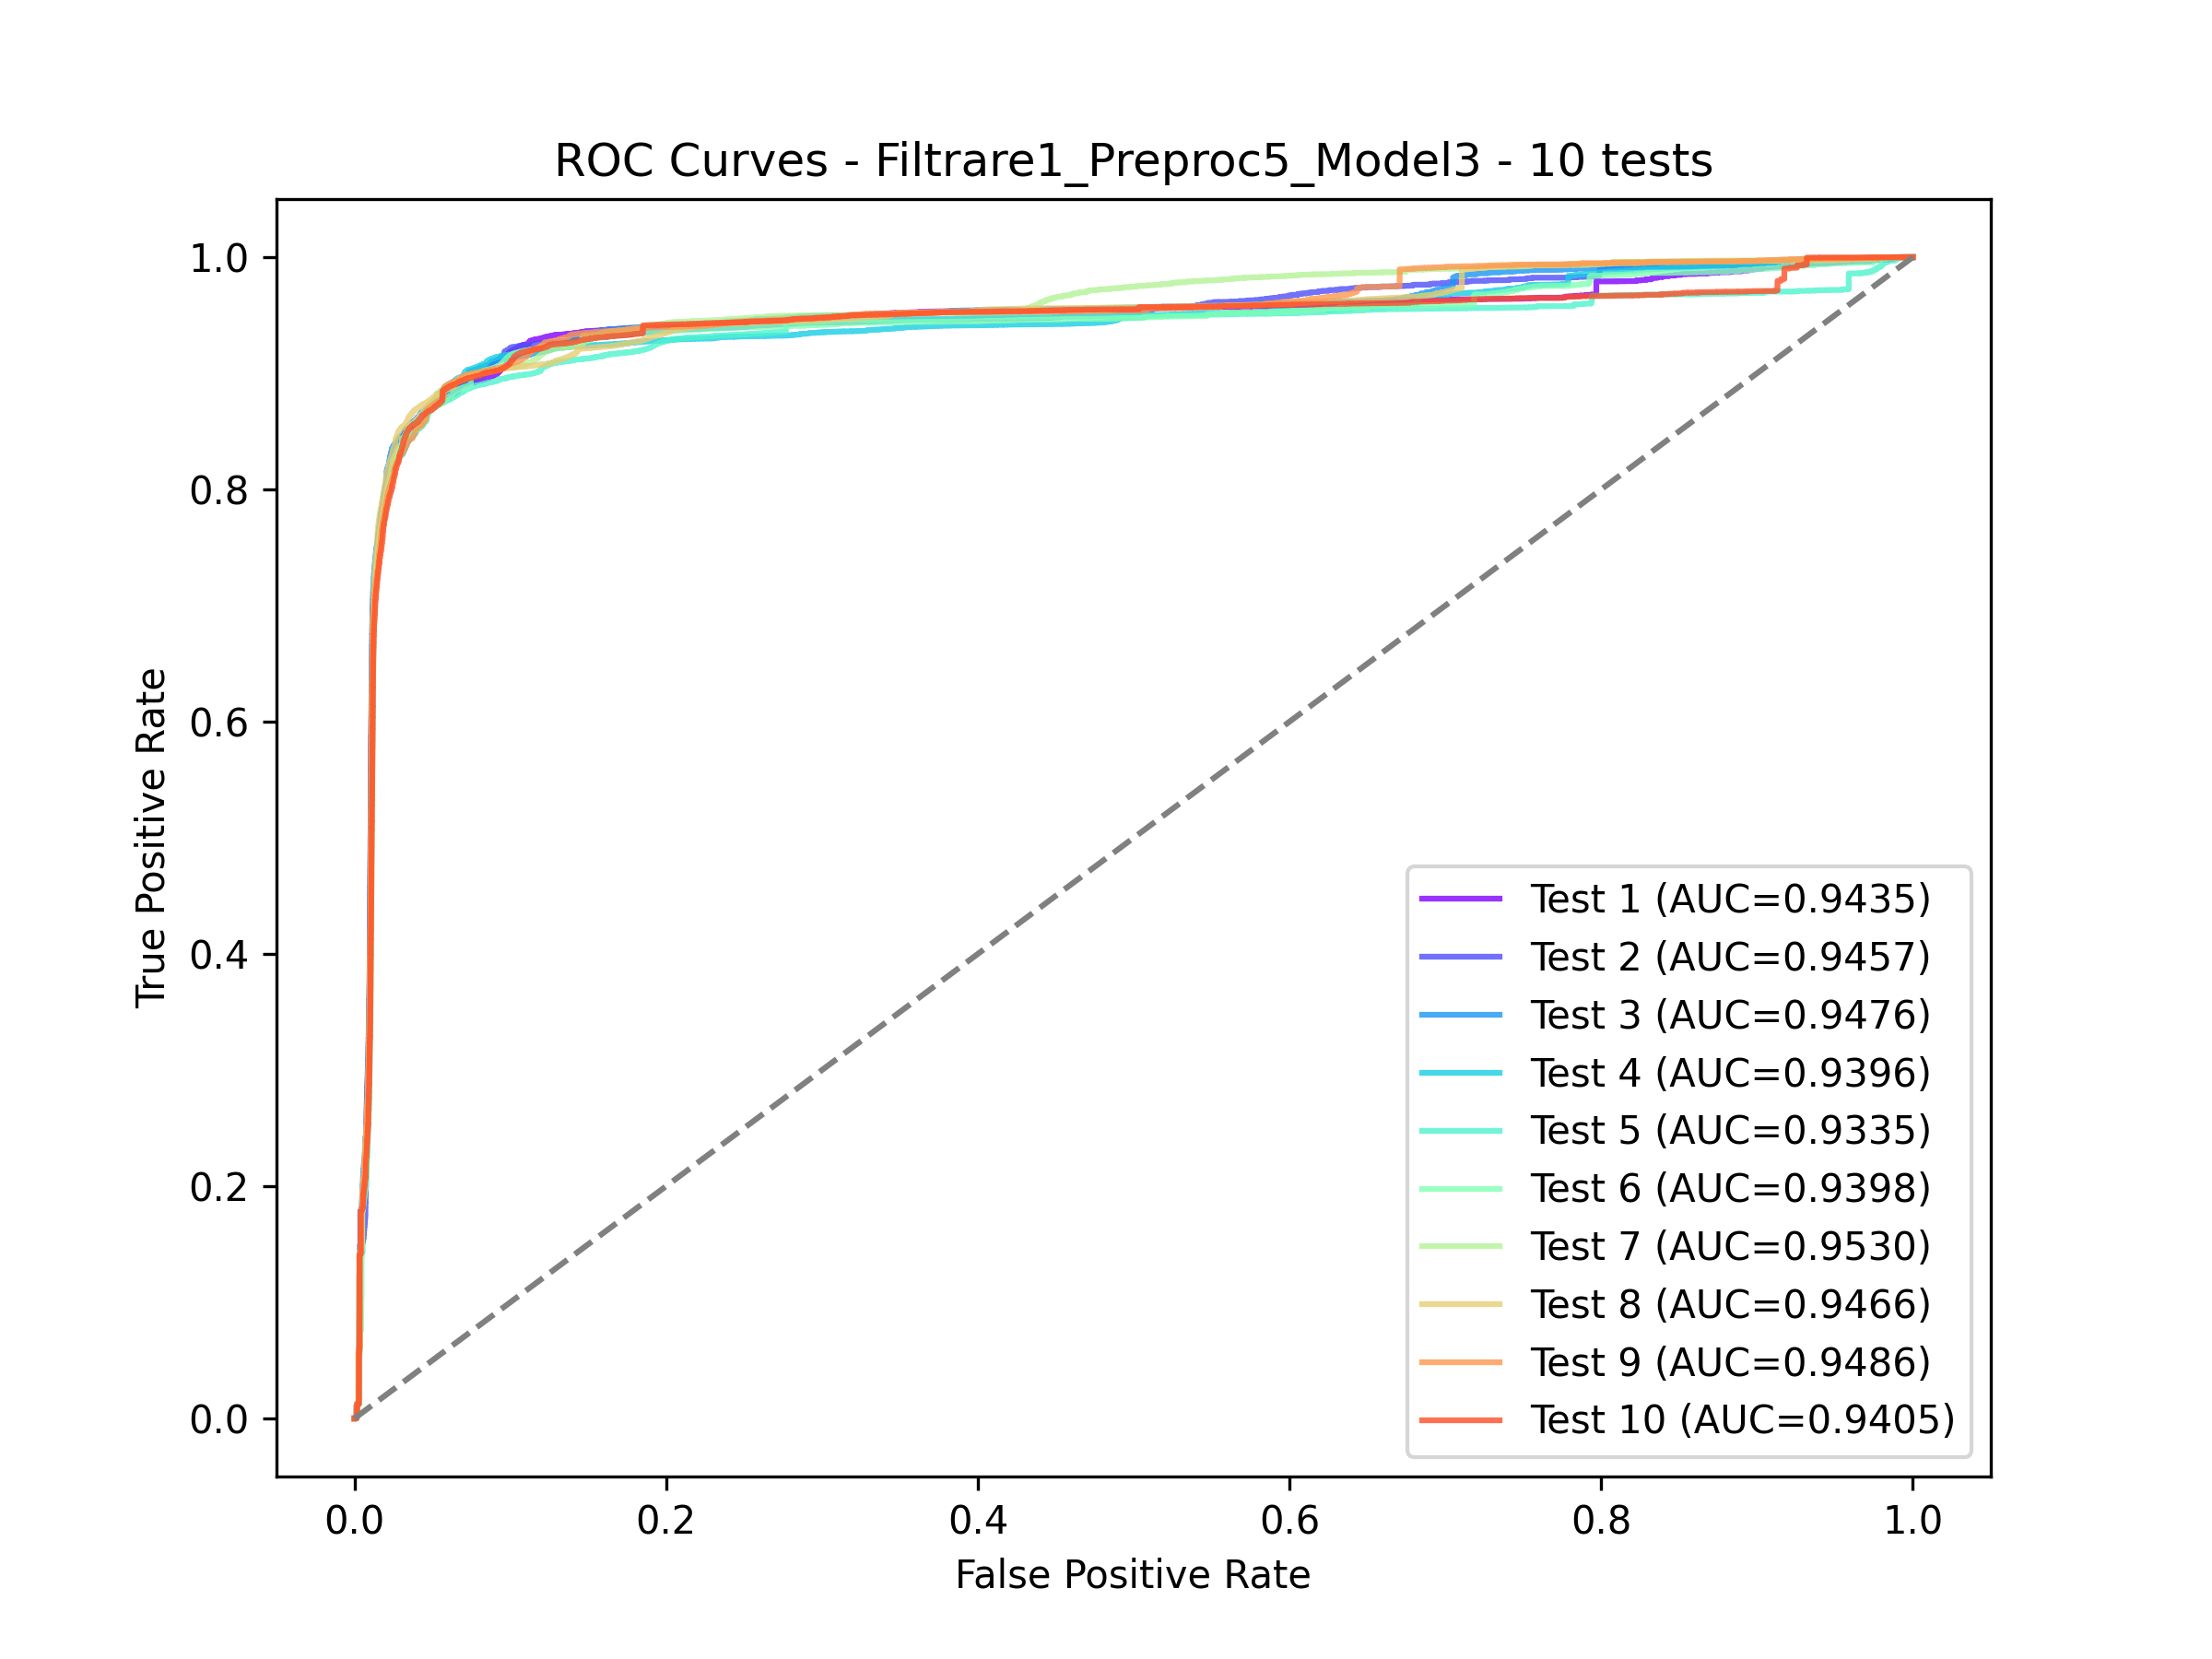 ROC Curves - Filtrare1_Preproc5_Model3 - 10 tests
True Positive Rate
1.0
0.8
0.6
0.4
0.2
0.0
Test 1 (AUC=0.9435)
Test 2 (AUC=0.9457)
Test 3 (AUC=0.9476)
Test 4 (AUC=0.9396)
Test 5 (AUC=0.9335)
Test 6 (AUC=0.9398)
Test 7 (AUC=0.9530)
Test 8 (AUC=0.9466)
Test 9 (AUC=0.9486)
Test 10 (AUC=0.9405)
0.0 0.2 0.4 0.6 0.8 1.0
False Positive Rate